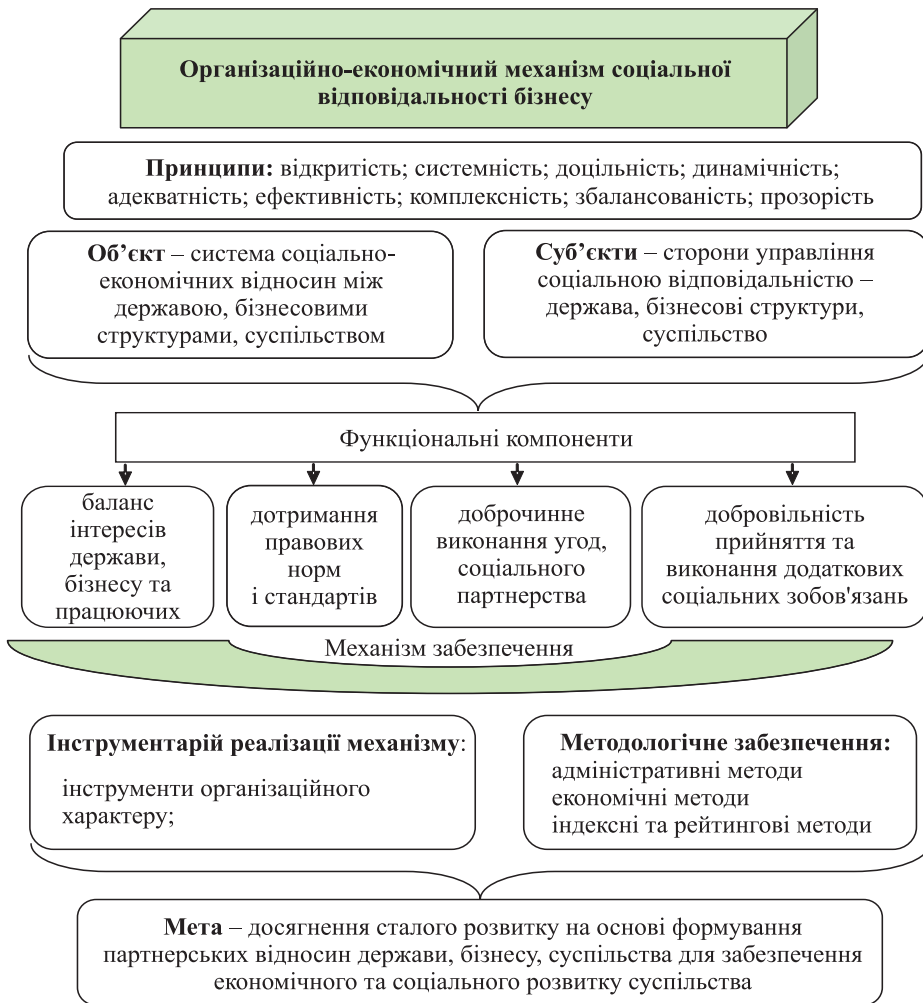 Організаційно-економічний механізм соціальної
відповідальності бізнесу
Принципи: відкритість; системність; доцільність; динамічність;
адекватність; ефективність; комплексність; збалансованість; прозорість
Об’єкт – система соціально-
економічних відносин між
державою, бізнесовими
структурами, суспільством
Суб’єкти – сторони управління
соціальною відповідальністю –
держава, бізнесові структури,
суспільство
Функціональні компоненти
баланс
інтересів
держави,
бізнесу та
працюючих
дотримання
правових
норм
і стандартів
доброчинне
виконання угод,
соціального
партнерства
добровільність
прийняття та
виконання додаткових
соціальних зобов'язань
Механізм забезпечення
Інструментарій реалізації механізму:
інструменти організаційного
характеру;
Методологічне забезпечення:
адміністративні методи
економічні методи
індексні та рейтингові методи
Мета – досягнення сталого розвитку на основі формування
партнерських відносин держави, бізнесу, суспільства для забезпечення
економічного та соціального розвитку суспільства